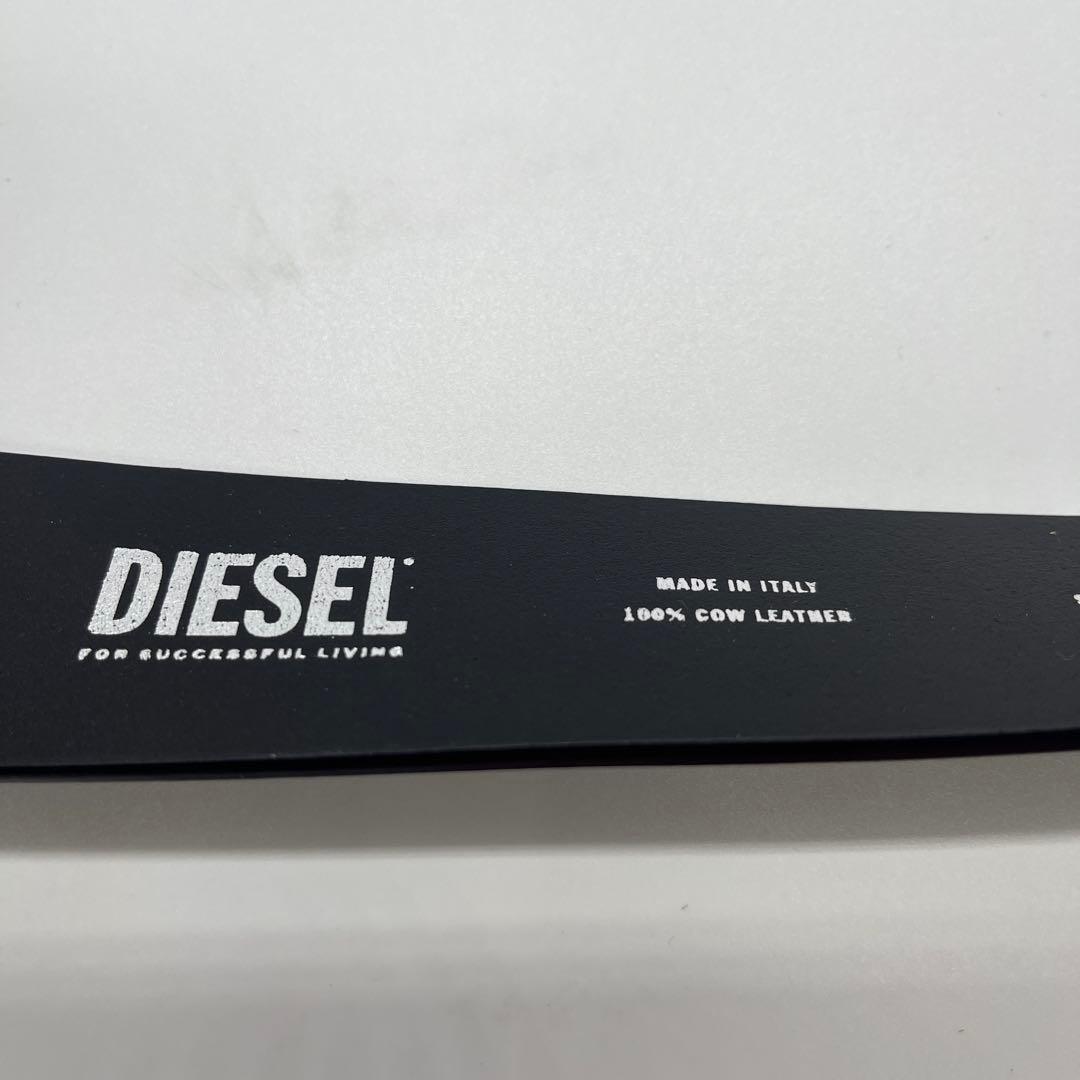 DIESEL
FOR SUCCESSFUL LIVING
MADE IN ITALY
100% COW LEATHER